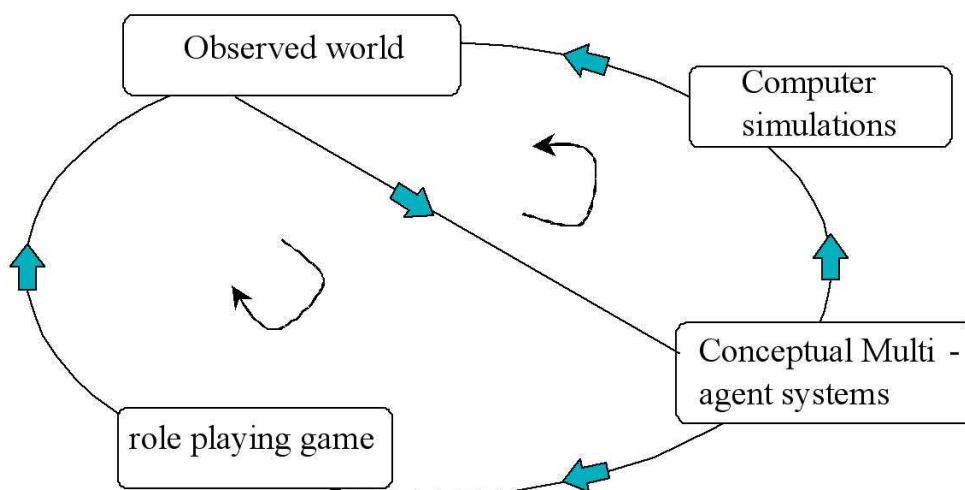 Observed world
Computer
simulations
Conceptual Multi -
agent systems
role playing game